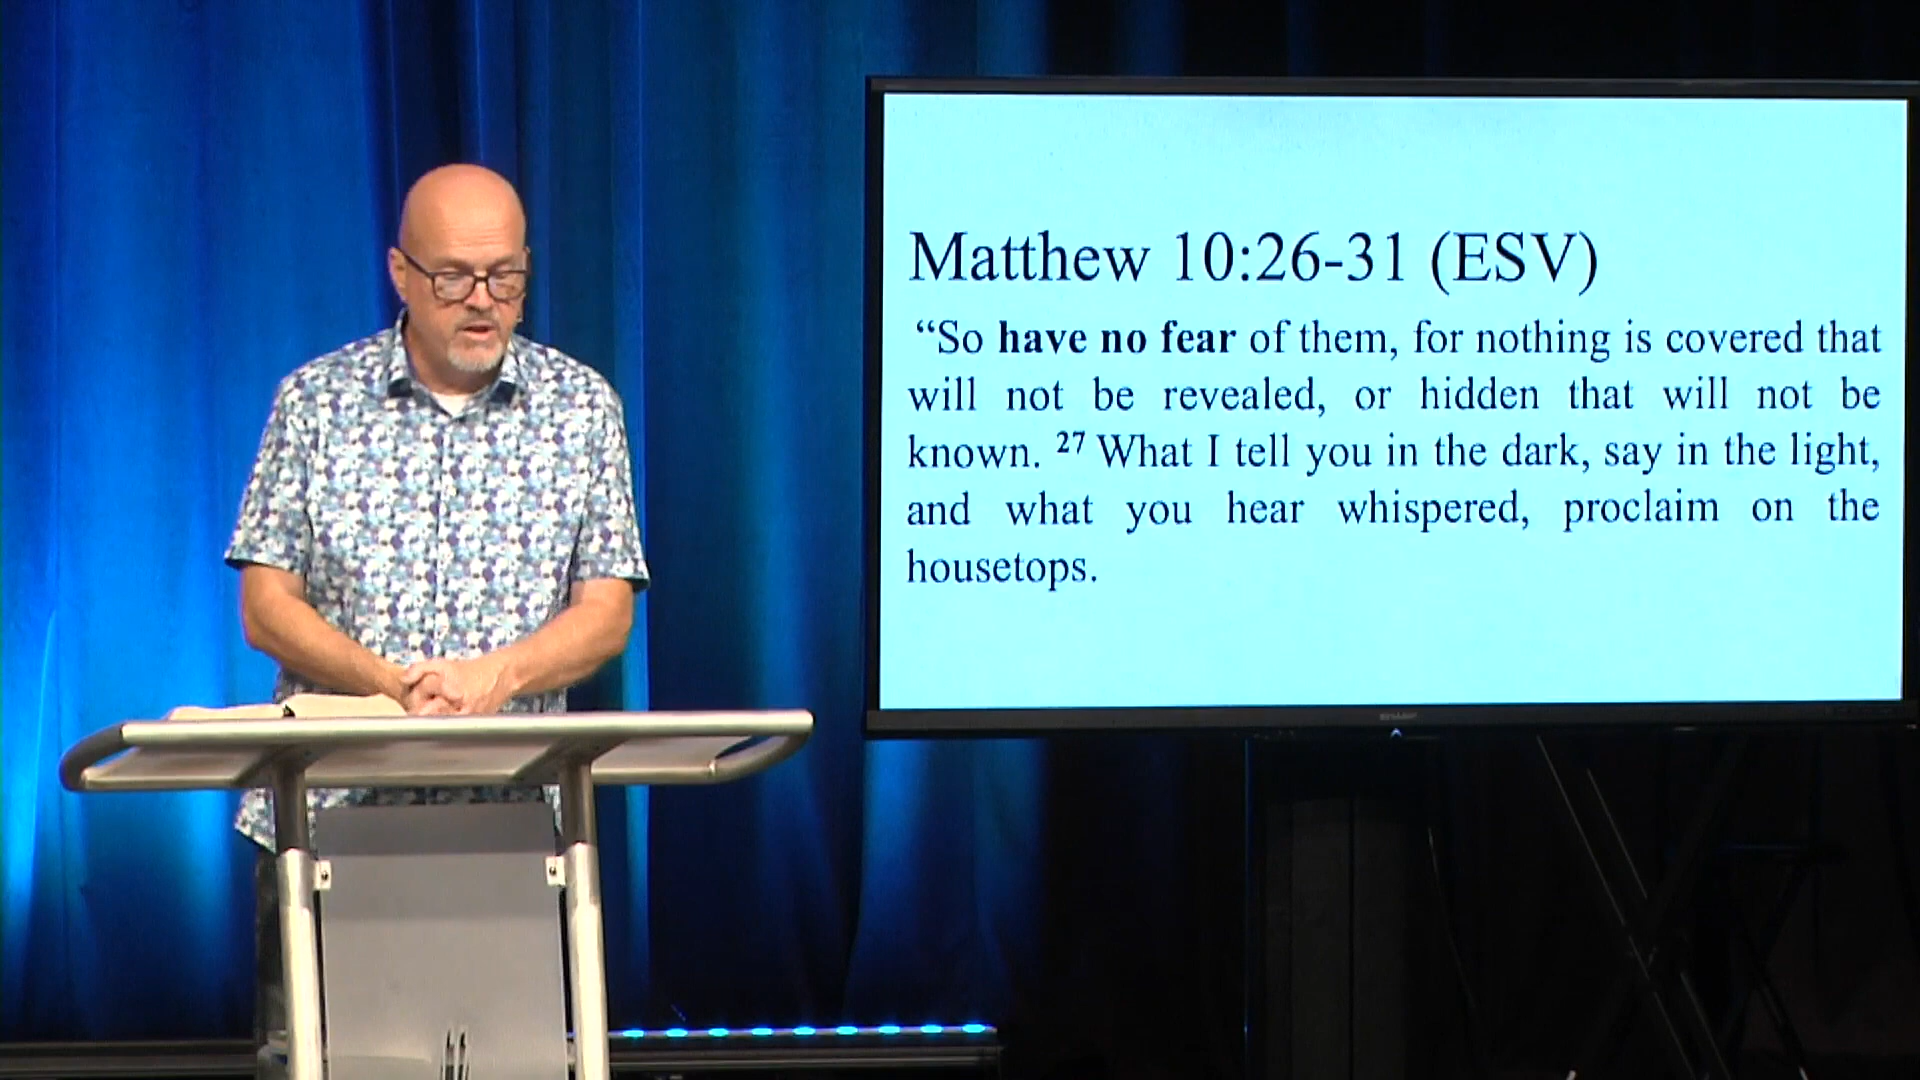 Matthew 10:26-31 (ESV)
“So have no fear of them, for nothing is covered that
will not be revealed, or hidden that will not be
known. 27 What I tell you in the dark, say in the light,
and what you hear whispered, proclaim on the
housetops.
SHARP